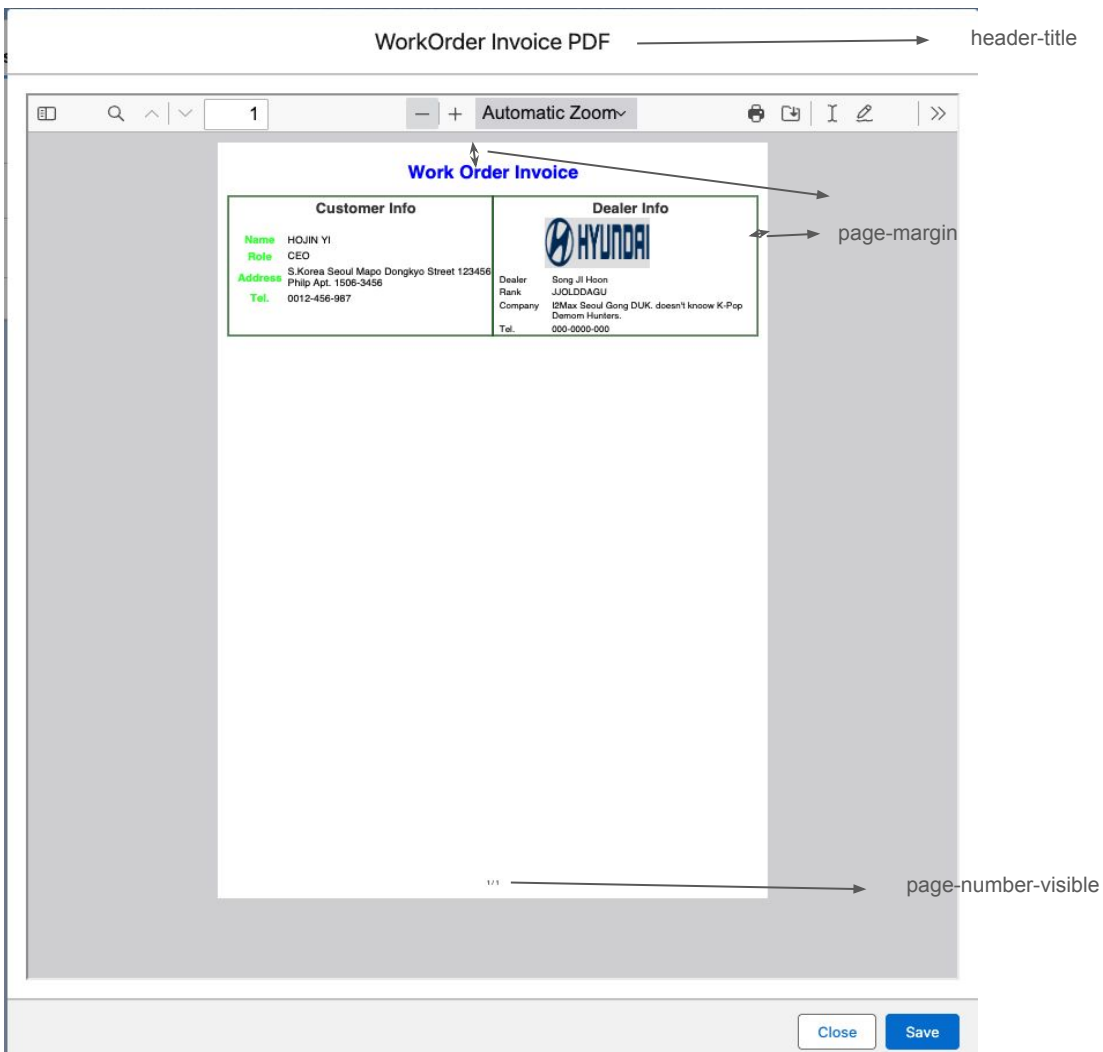 WorkOrder Invoice PDF
header-title
1
Automatic Zoom
Work Order Invoice
page-margin
Customer Info
Name HOJIN YI
Role CEO
Address S.Korea Seoul Mapo Dongkyo Street 123456
Philp Apt. 1506-3456
Tel. 0012-456-987
Dealer Info
HYUNDAI
Dealer Song JI Hoon
Rank JJOLDDAGU
Company I2Max Seoul Gong DUK. doesn't knoow K-Pop
Demom Hunters.
Tel. 000-0000-000
1/1
page-number-visible
Close Save